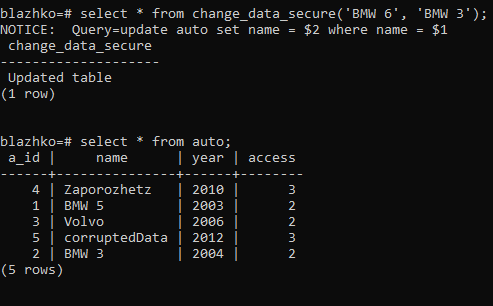 blazhko=# select * from change_data_secure('BMW 6', 'BMW 3');
NOTICE:  Query=update auto set name = $2 where name = $1
 change_data_secure
--------------------
 Updated table
(1 row)

blazhko=# select * from auto;
 a_id |     name      | year | access
------+---------------+------+--------
    4 | Zaporozhetz   | 2010 |      3
    1 | BMW 5         | 2003 |      2
    3 | Volvo         | 2006 |      2
    5 | corruptedData | 2012 |      3
    2 | BMW 3         | 2004 |      2
(5 rows)